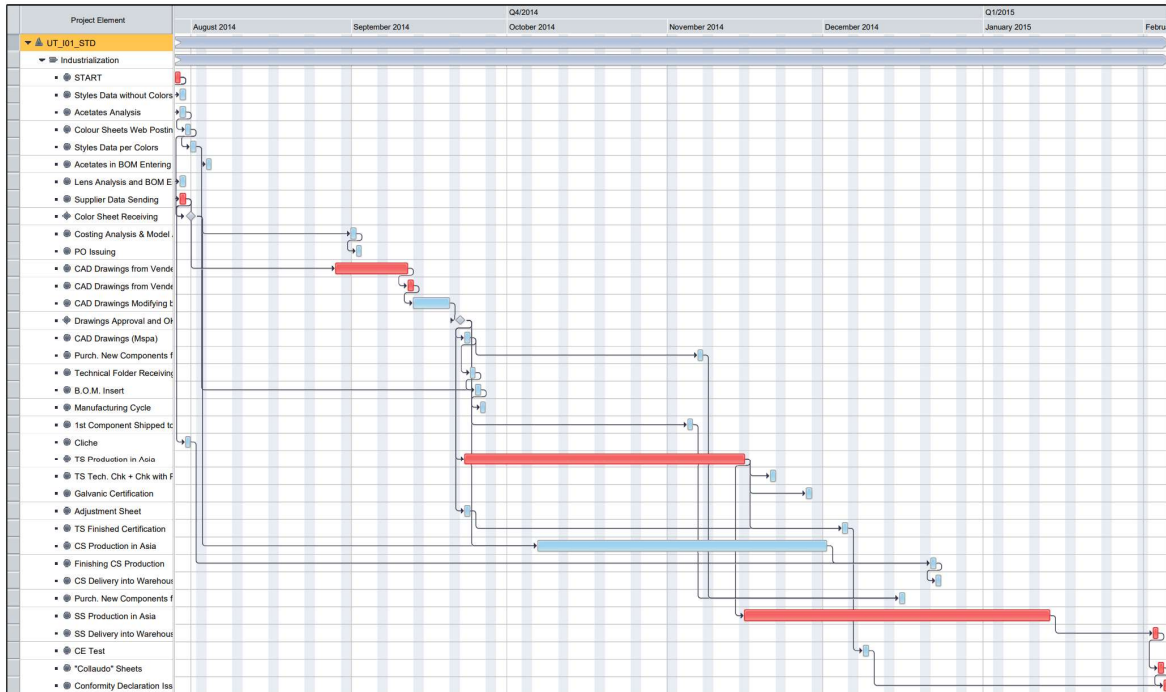 Project Element
Q4/2014
Q1/2015
August 2014
September 2014
October 2014
November 2014
December 2014
January 2015
Febru
UT_I01_STD
Industrialization
START
Styles Data without Colors
Acetates Analysis
Colour Sheets Web Postin
Styles Data per Colors
Acetates in BOM Entering
Lens Analysis and BOM E
Supplier Data Sending
Color Sheet Receiving
Costing Analysis & Model
PO Issuing
CAD Drawings from Vende
CAD Drawings from Vende
CAD Drawings Modifying b
Drawings Approval and OK
CAD Drawings (Mspa)
Purch. New Components f
Technical Folder Receiving
B.O.M. Insert
Manufacturing Cycle
1st Component Shipped to
Cliche
TS Production in Asia
TS Tech. Chk + Chk with F
Galvanic Certification
Adjustment Sheet
TS Finished Certification
CS Production in Asia
Finishing CS Production
CS Delivery into Warehous
Purch. New Components f
SS Production in Asia
SS Delivery into Warehous
CE Test
"Collaudo" Sheets
Conformity Declaration Iss